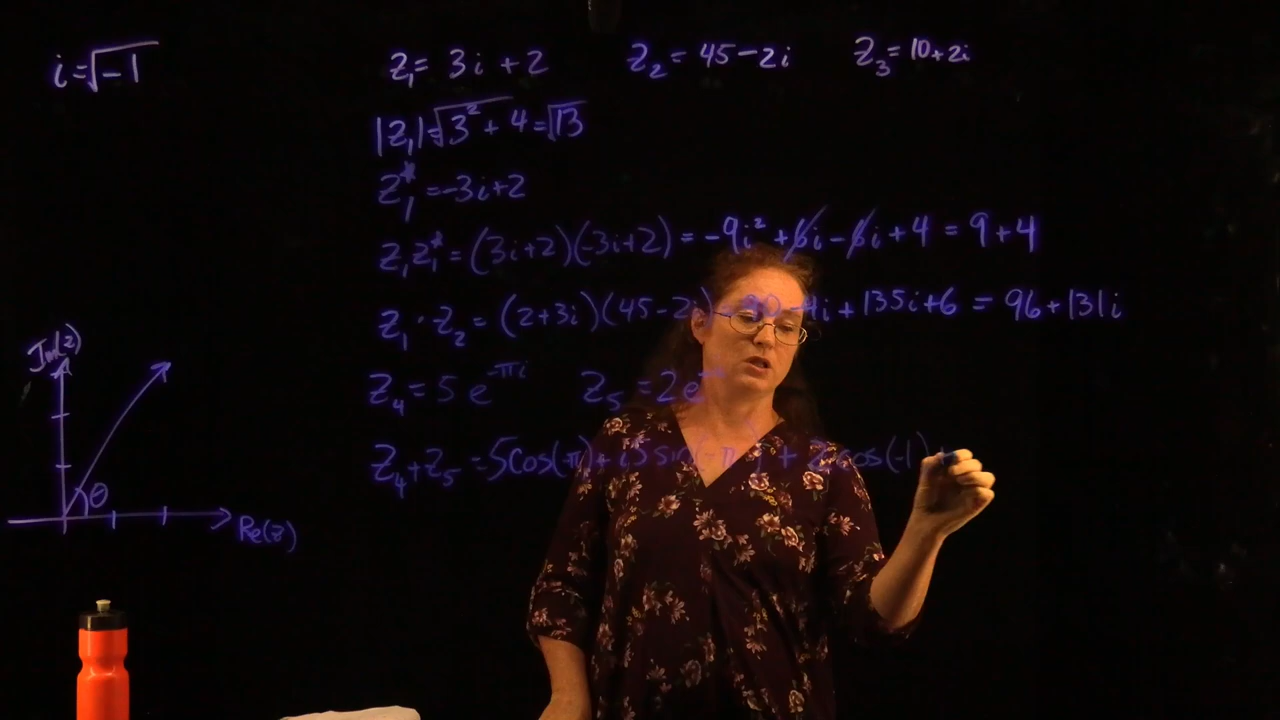 i = √-1
z₁ = 3i + 2 z₂ = 45 - 2i z₃ = 10 + 2i
|z₁| = √3² + 4 = √13
z₁* = -3i + 2
z₁z₁* = (3i+2)(-3i+2) = -9i² + 6i - 6i + 4 = 9 + 4
z₁ · z₂ = (2+3i)(45-2i) 90 - 4i + 135i + 6 = 96 + 131i
z₄ = 5e^-πi z₅ = 2e
z₄ + z₅ = 5cos(-π) + i5 sin(-π) + 2cos(-1) +
Im(z)
θ
Re(z)